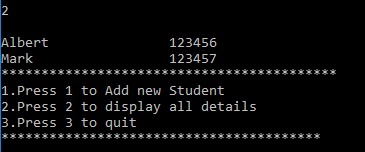 2
Albert 123456
Mark 123457
******************************************
1.Press 1 to Add new Student
2.Press 2 to display all details
3.Press 3 to quit
****************************************